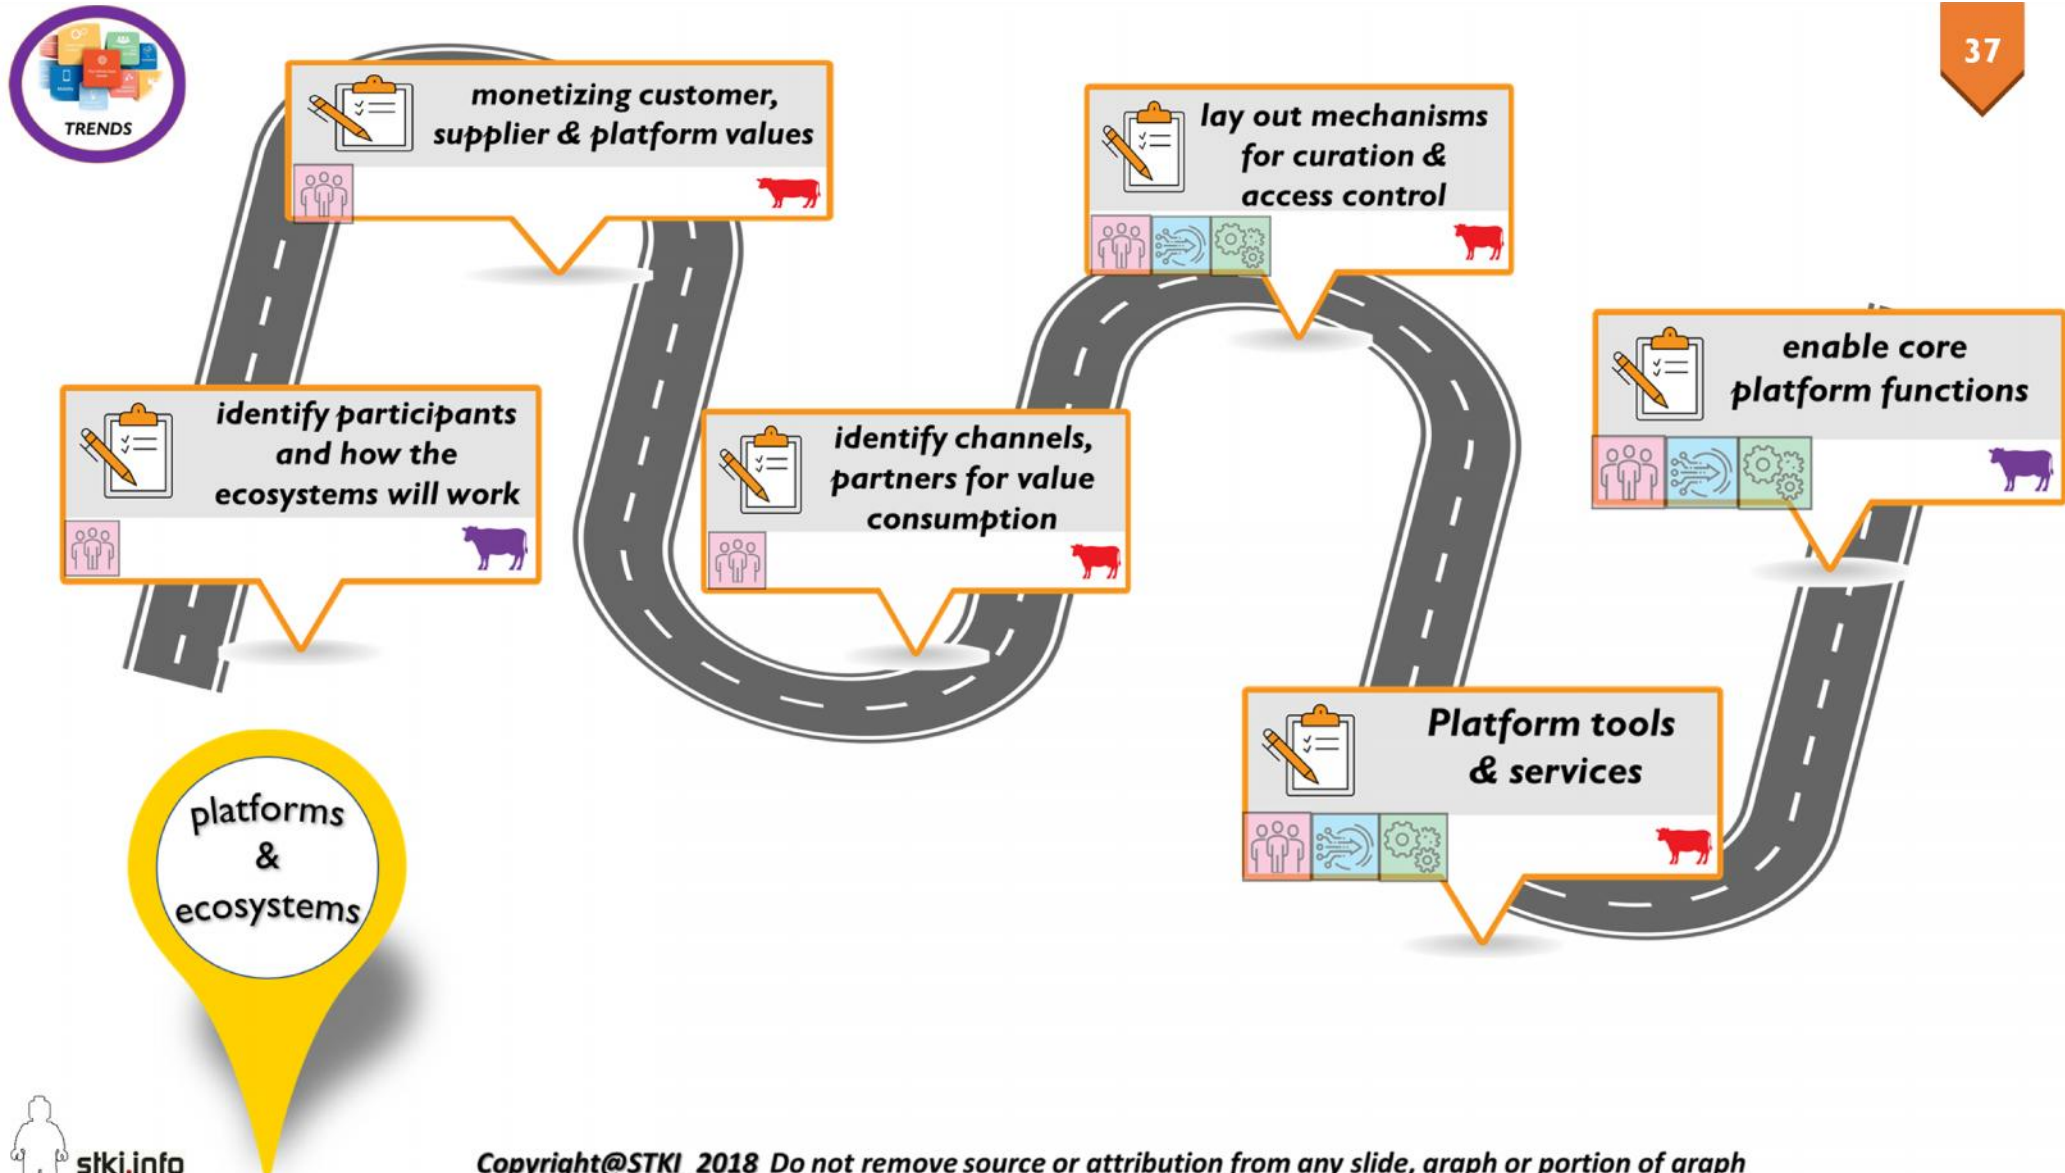 TRENDS
37
monetizing customer,
supplier & platform values
lay out mechanisms
for curation &
access control
enable core
platform functions
identify participants
and how the
ecosystems will work
identify channels,
partners for value
consumption
Platform tools
& services
platforms
&
ecosystems
stki.info
Copyright@STKI_2018 Do not remove source or attribution from any slide, graph or portion of graph